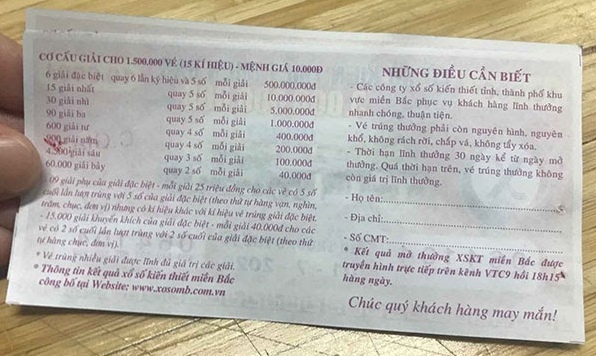 CƠ CẤU GIẢI CHO 1.500.000 VÉ (15 KÍ HIỆU) - MỆNH GIÁ 10.000Đ
6 giải đặc biệt quay 6 lần ký hiệu và 5 số mỗi giải 500.000.000đ
15 giải nhất quay 5 số mỗi giải 10.000.000đ
30 giải nhì quay 5 số mỗi giải 5.000.000đ
90 giải ba quay 5 số mỗi giải 1.000.000đ
600 giải tư quay 4 số mỗi giải 400.000đ
900 giải năm quay 4 số mỗi giải 200.000đ
4.500 giải sáu quay 3 số mỗi giải 100.000đ
60.000 giải bảy quay 2 số mỗi giải 40.000đ
09 giải phụ của giải đặc biệt - mỗi giải 25 triệu đồng cho các vé có 5 số
cuối lần lượt trùng với 5 số của giải đặc biệt (theo thứ tự hàng vạn, nghìn,
trăm, chục, đơn vị) nhưng có kí hiệu khác với kí hiệu vé trúng giải đặc biệt.
- 15.000 giải khuyến khích của giải đặc biệt - mỗi giải 40.000đ cho các
vé có 2 số cuối lần lượt trùng với 2 số cuối của giải đặc biệt (theo thứ
tự hàng chục, đơn vị).
* Vé trúng nhiều giải được lĩnh đủ giá trị các giải.
* Thông tin kết quả xổ số kiến thiết miền Bắc
công bố tại Website: www.xosomb.com.vn
NHỮNG ĐIỀU CẦN BIẾT
- Các công ty xổ số kiến thiết tỉnh, thành phố khu
vực miền Bắc phục vụ khách hàng lĩnh thưởng
nhanh chóng, thuận tiện.
- Vé trúng thưởng phải còn nguyên hình, nguyên
khổ, không rách rời, chắp vá, không tẩy xóa.
- Thời hạn lĩnh thưởng 30 ngày kể từ ngày mở
thưởng. Quá thời hạn trên, vé trúng thưởng không
còn giá trị lĩnh thưởng.
- Họ tên:
- Địa chỉ:
- Số CMT:
* Kết quả mở thưởng XSKT miền Bắc được
truyền hình trực tiếp trên kênh VTC9 hồi 18h15'
hàng ngày.
Chúc quý khách hàng may mắn!